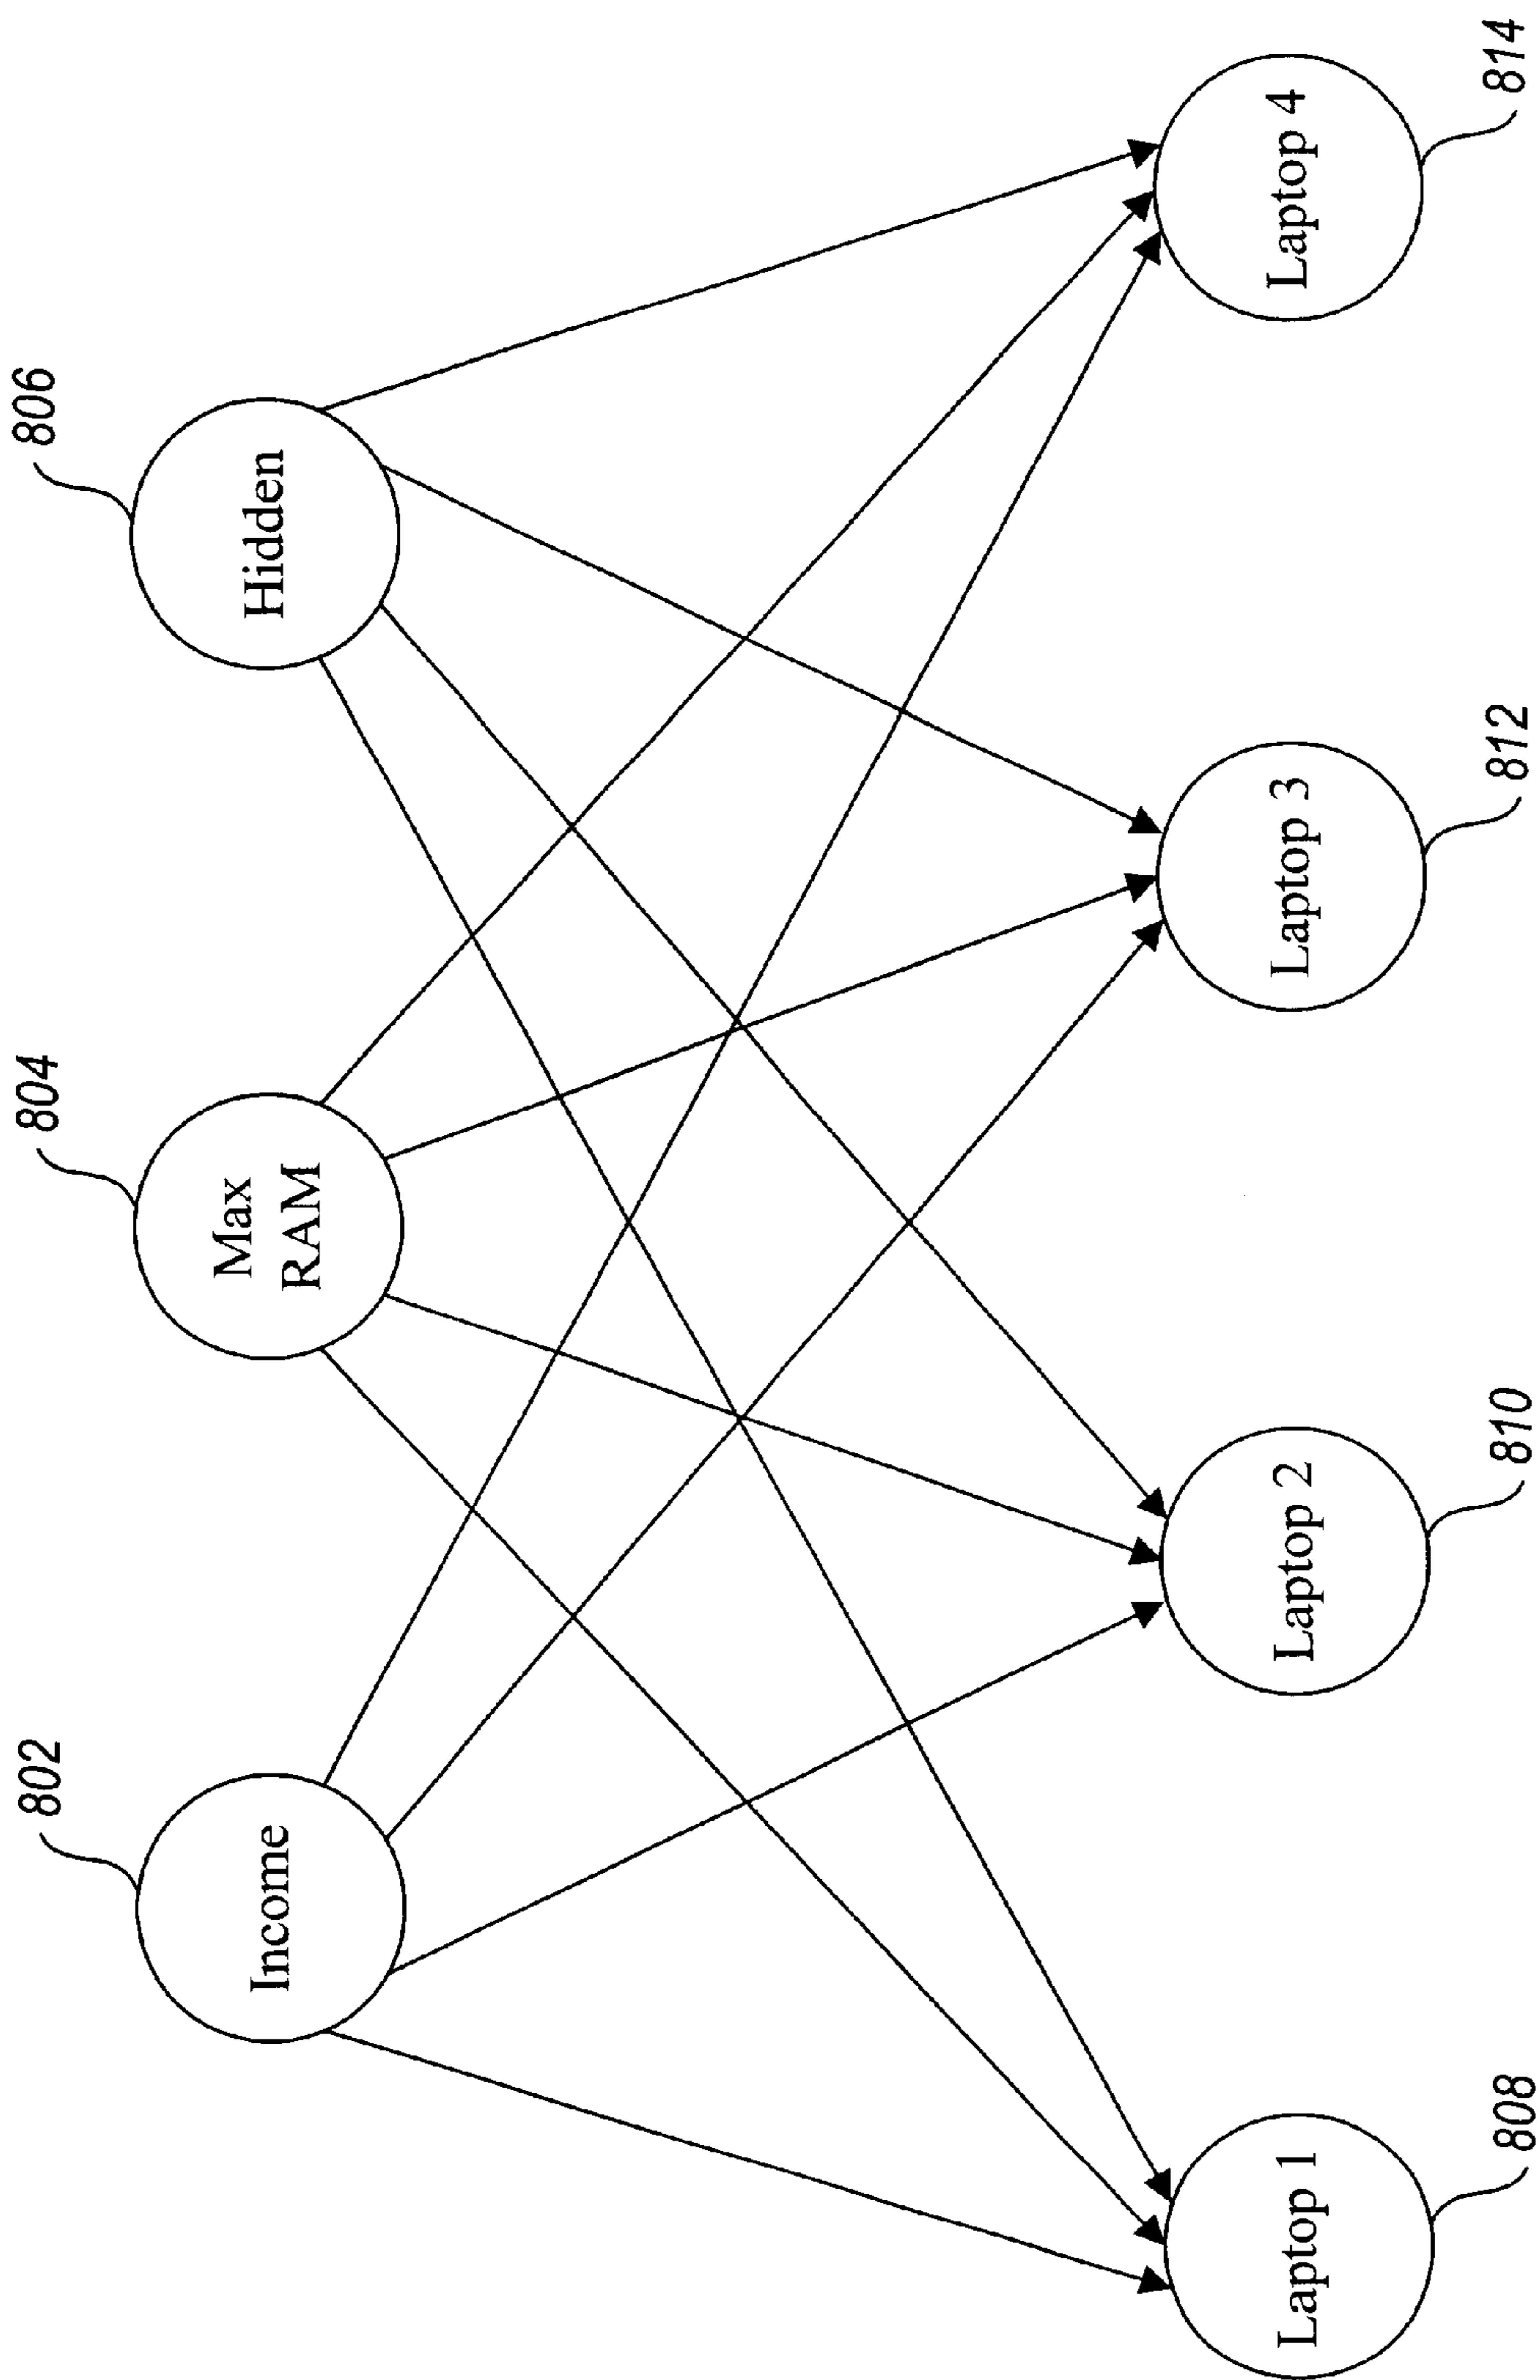 802
804
806
Income
Max
RAM
Hidden
Laptop 1
Laptop 2
Laptop 3
Laptop 4
808
810
812
814